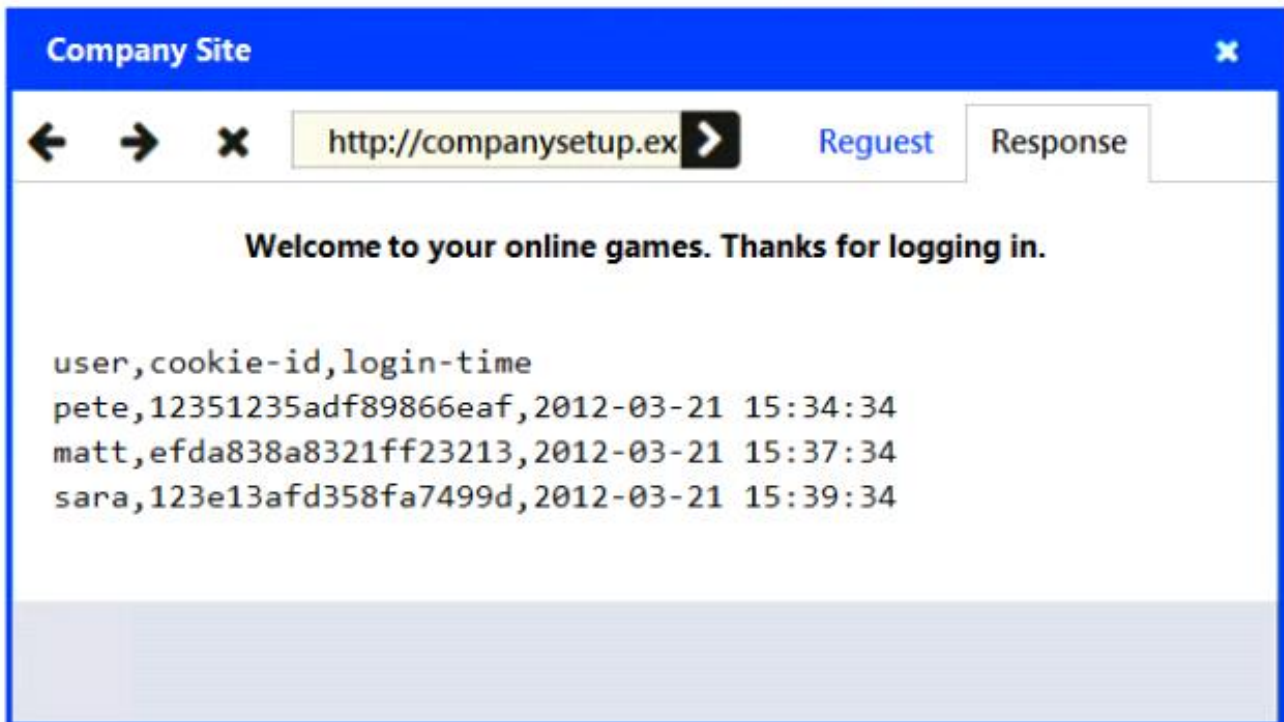 Company Site
http://companysetup.ex
Reguest
Response
Welcome to your online games. Thanks for logging in.
user,cookie-id,login-time
pete,12351235adf89866eaf,2012-03-21 15:34:34
matt,efda838a8321ff23213,2012-03-21 15:37:34
sara,123e13afd358fa7499d,2012-03-21 15:39:34